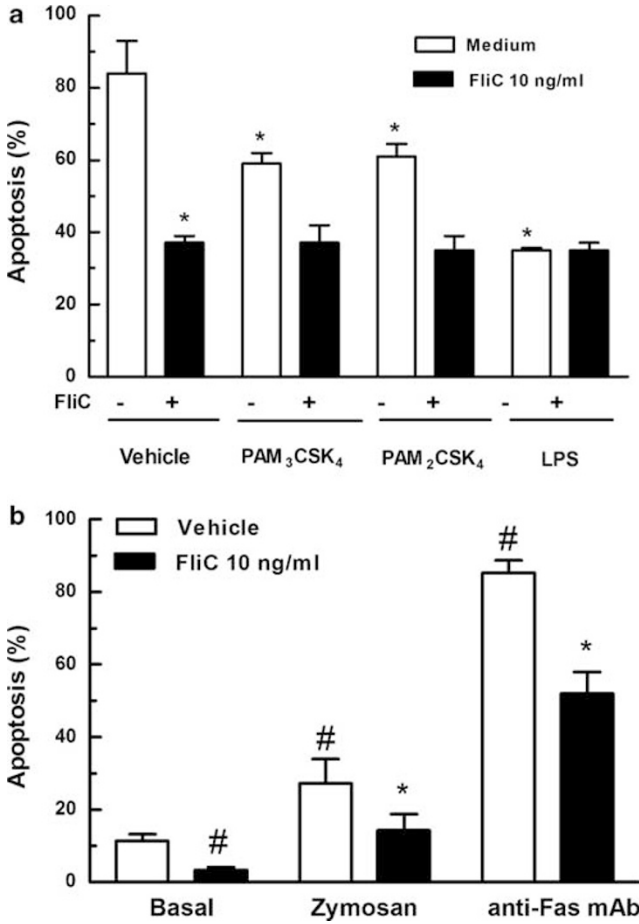 a
100
80
60
40
20
0
Apoptosis (%)
Medium
FliC 10 ng/ml
*
*
*
*
FliC - + - + - + - +
Vehicle PAM₃CSK₄ PAM₂CSK₄ LPS
b
100
80
60
40
20
0
Apoptosis (%)
Vehicle
FliC 10 ng/ml
#
#
*
#
*
Basal Zymosan anti-Fas mAb